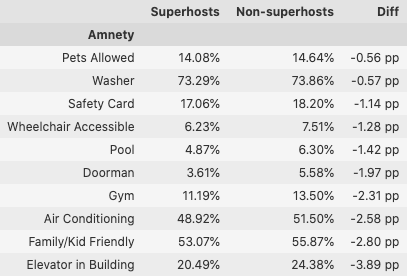 Superhosts Non-superhosts Diff
Amnety
Pets Allowed 14.08% 14.64% -0.56 pp
Washer 73.29% 73.86% -0.57 pp
Safety Card 17.06% 18.20% -1.14 pp
Wheelchair Accessible 6.23% 7.51% -1.28 pp
Pool 4.87% 6.30% -1.42 pp
Doorman 3.61% 5.58% -1.97 pp
Gym 11.19% 13.50% -2.31 pp
Air Conditioning 48.92% 51.50% -2.58 pp
Family/Kid Friendly 53.07% 55.87% -2.80 pp
Elevator in Building 20.49% 24.38% -3.89 pp